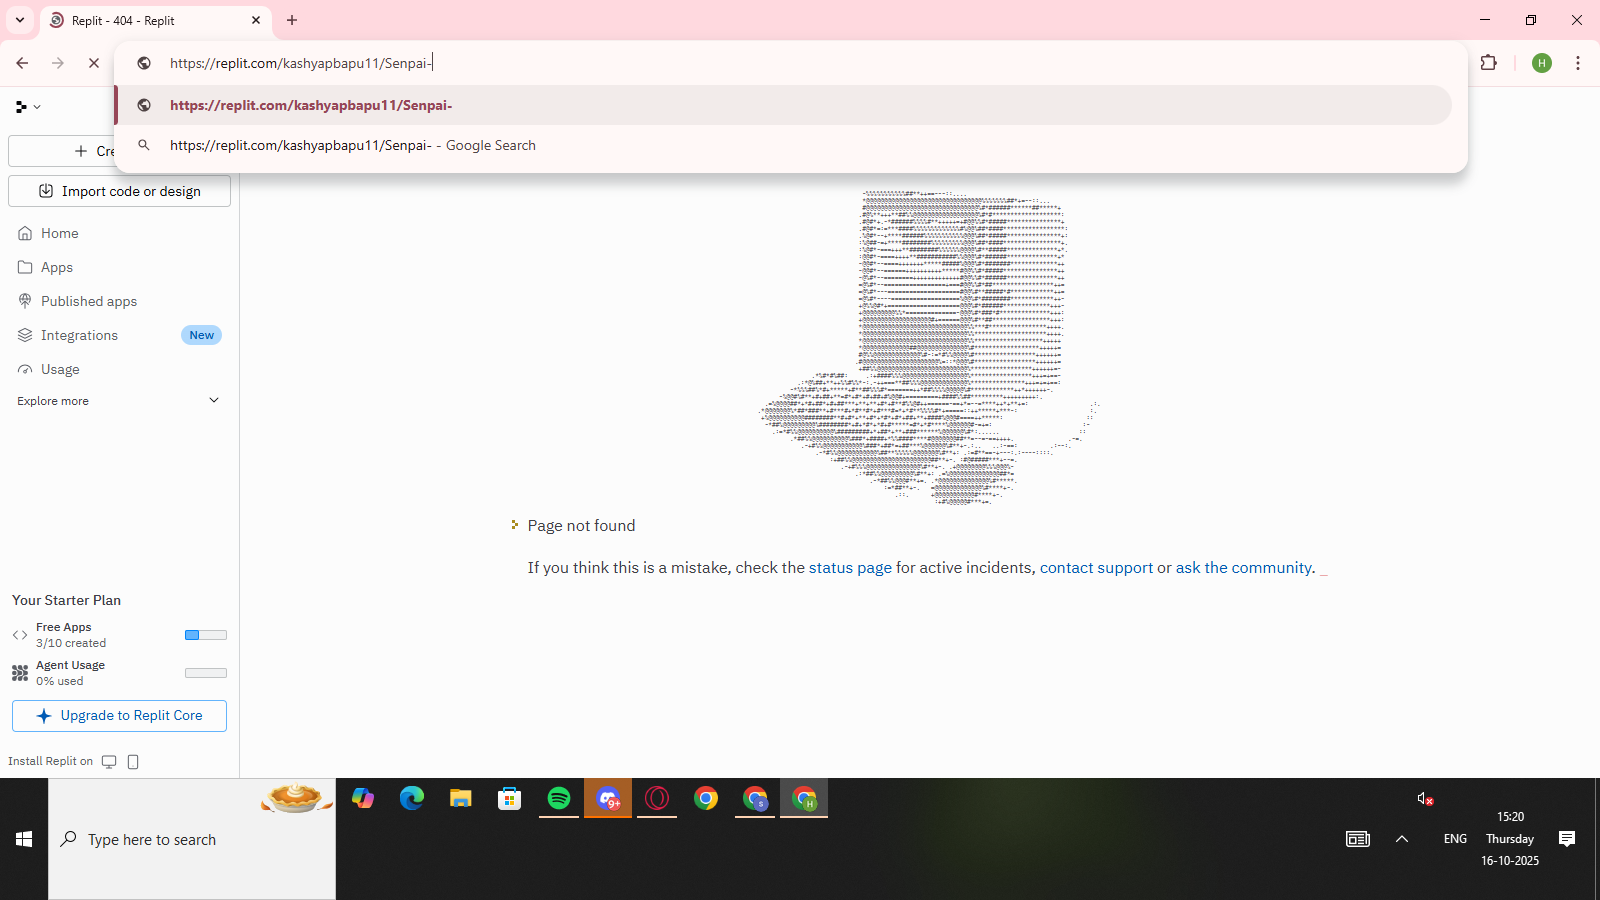 Replit - 404 - Replit
https://replit.com/kashyapbapu11/Senpai-
https://replit.com/kashyapbapu11/Senpai-
https://replit.com/kashyapbapu11/Senpai- - Google Search
H
Cre
Import code or design
Home
Apps
Published apps
Integrations New
Usage
Explore more
Page not found
If you think this is a mistake, check the status page for active incidents, contact support or ask the community. _
Your Starter Plan
Free Apps
3/10 created
Agent Usage
0% used
Upgrade to Replit Core
Install Replit on
Type here to search
9+
S
H
ENG
15:20
Thursday
16-10-2025